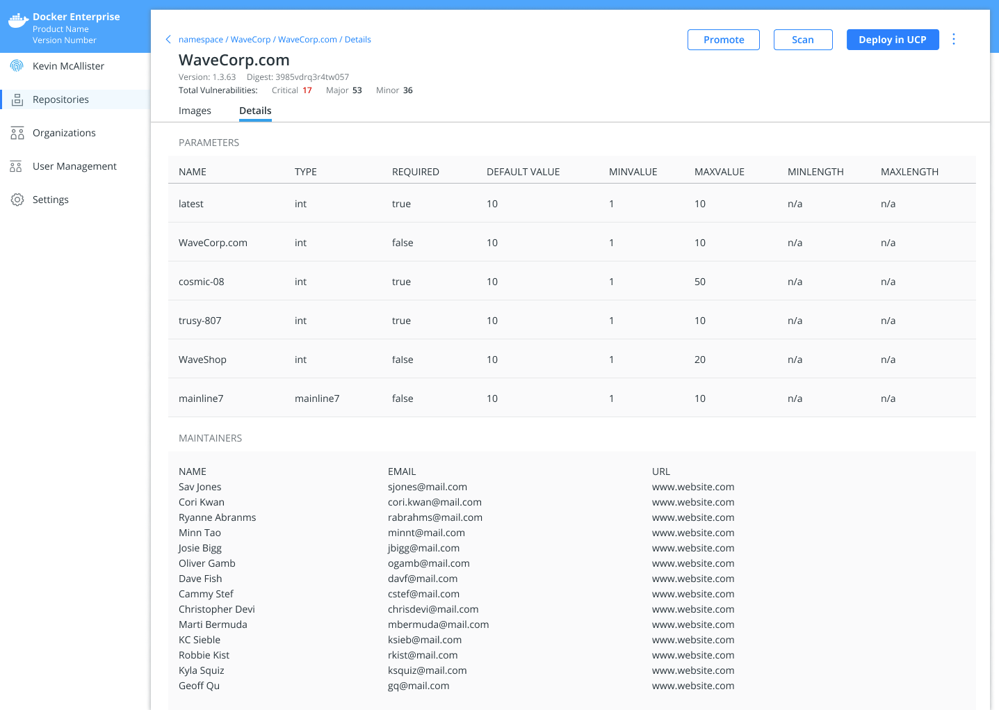 Docker Enterprise
Product Name
Version Number
Kevin McAllister
Repositories
Organizations
User Management
Settings
namespace / WaveCorp / WaveCorp.com / Details
Promote
Scan
Deploy in UCP
WaveCorp.com
Version: 1.3.63 Digest: 3985vdrq3r4tw057
Total Vulnerabilities: Critical 17 Major 53 Minor 36
Images Details
PARAMETERS
NAME TYPE REQUIRED DEFAULT VALUE MINVALUE MAXVALUE MINLENGTH MAXLENGTH
latest int true 10 1 10 n/a n/a
WaveCorp.com int false 10 1 10 n/a n/a
cosmic-08 int true 10 1 50 n/a n/a
trusy-807 int true 10 1 10 n/a n/a
WaveShop int false 10 1 20 n/a n/a
mainline7 mainline7 false 10 1 10 n/a n/a
MAINTAINERS
NAME EMAIL URL
Sav Jones sjones@mail.com www.website.com
Cori Kwan cori.kwan@mail.com www.website.com
Ryanne Abranms rabrahms@mail.com www.website.com
Minn Tao minnt@mail.com www.website.com
Josie Bigg jbigg@mail.com www.website.com
Oliver Gamb ogamb@mail.com www.website.com
Dave Fish davf@mail.com www.website.com
Cammy Stef cstef@mail.com www.website.com
Christopher Devi chrisdevi@mail.com www.website.com
Marti Bermuda mbermuda@mail.com www.website.com
KC Sieble ksieb@mail.com www.website.com
Robbie Kist rkist@mail.com www.website.com
Kyla Squiz ksquiz@mail.com www.website.com
Geoff Qu gq@mail.com www.website.com